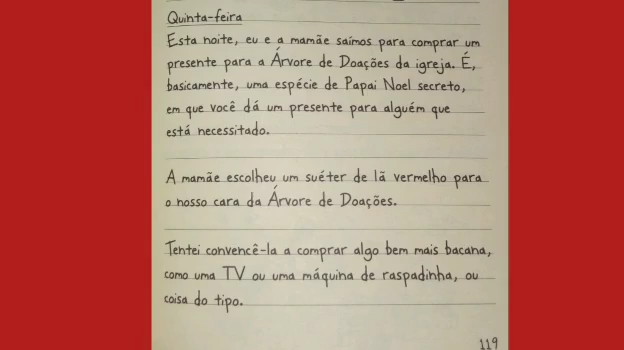 Quinta-feira
Esta noite, eu e a mamãe saímos para comprar um
presente para a Árvore de Doações da igreja. É,
basicamente, uma espécie de Papai Noel secreto,
em que você dá um presente para alguém que
está necessitado.
A mamãe escolheu um suéter de lã vermelho para
o nosso cara da Árvore de Doações.
Tentei convencê-la a comprar algo bem mais bacana,
como uma TV ou uma máquina de raspadinha, ou
coisa do tipo.
119